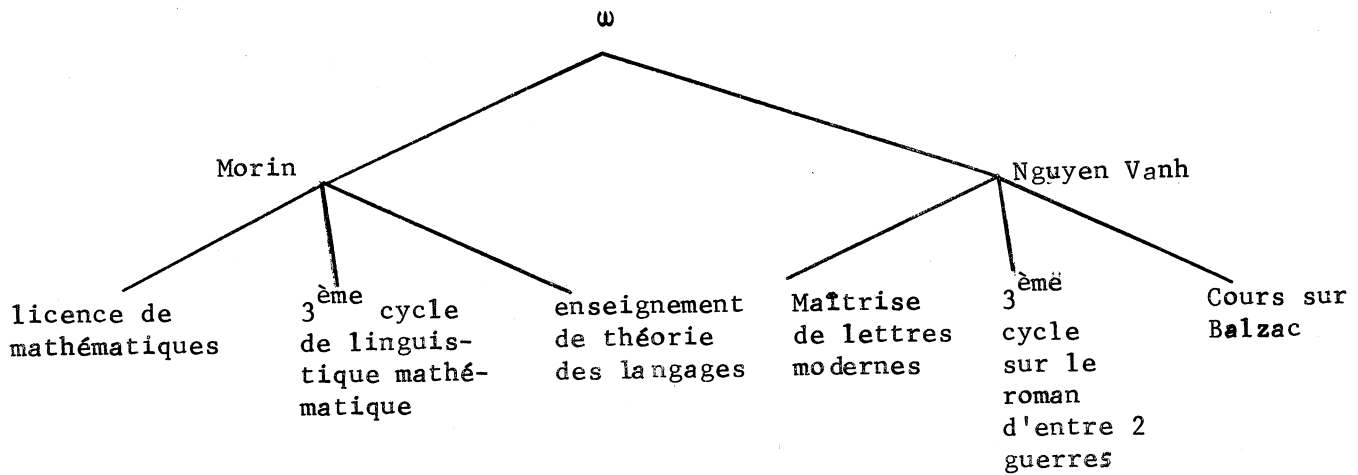 ω
Morin
Nguyen Vanh
licence de
mathématiques
3ème cycle
de linguis-
tique mathé-
matique
enseignement
de théorie
des langages
Maîtrise
de lettres
modernes
3ème
cycle
sur le
roman
d'entre 2
guerres
Cours sur
Balzac